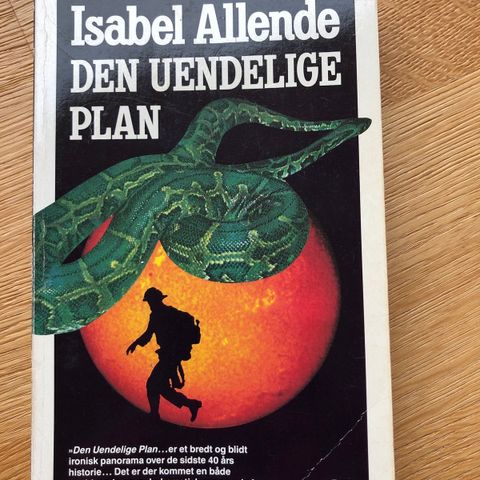 Isabel Allende
DEN UENDELIGE
PLAN
»Den Uendelige Plan...er et bredt og blidt
ironisk panorama over de sidste 40 års
historie... Det er der kommet en både